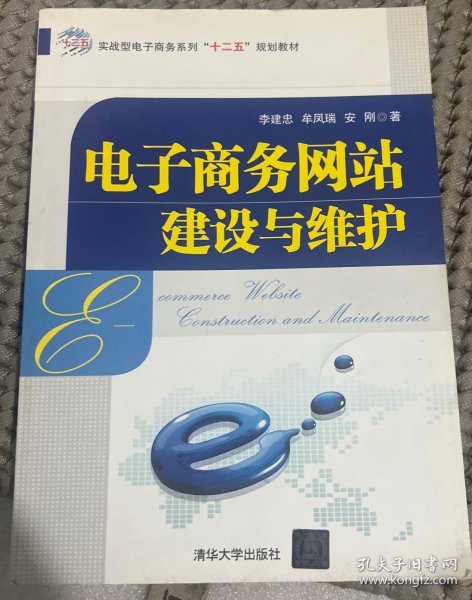 十二五 实战型电子商务系列“十二五”规划教材
李建忠 牟凤瑞 安 刚◎著
电子商务网站
建设与维护
E-commerce Website
Construction and Maintenance
清华大学出版社
孔夫子旧书网
www.kongfz.com